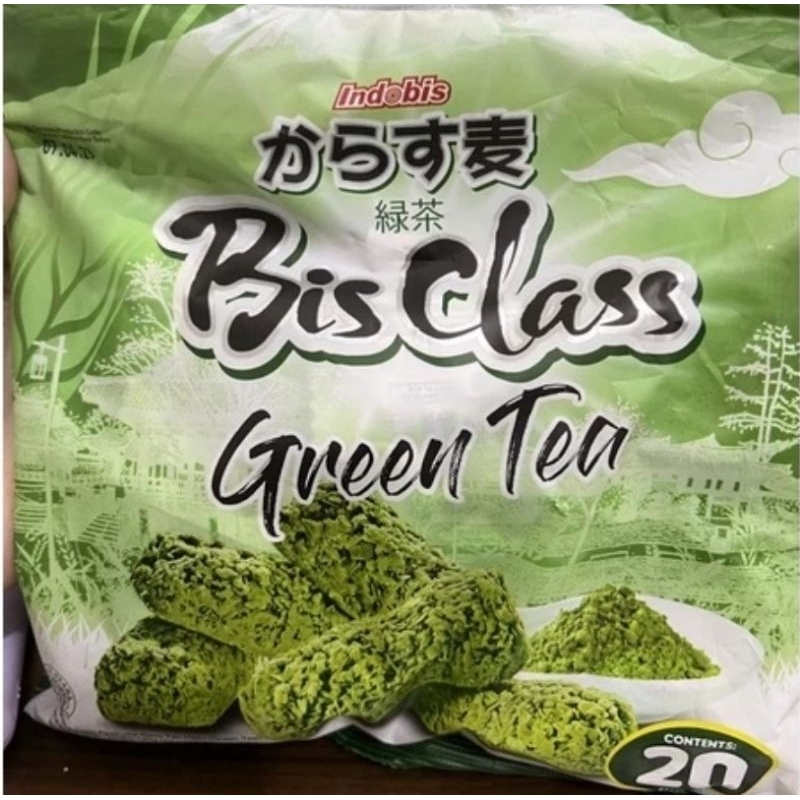 Indobis
からす麦
緑茶
Bis Class
Green Tea
CONTENTS:
20